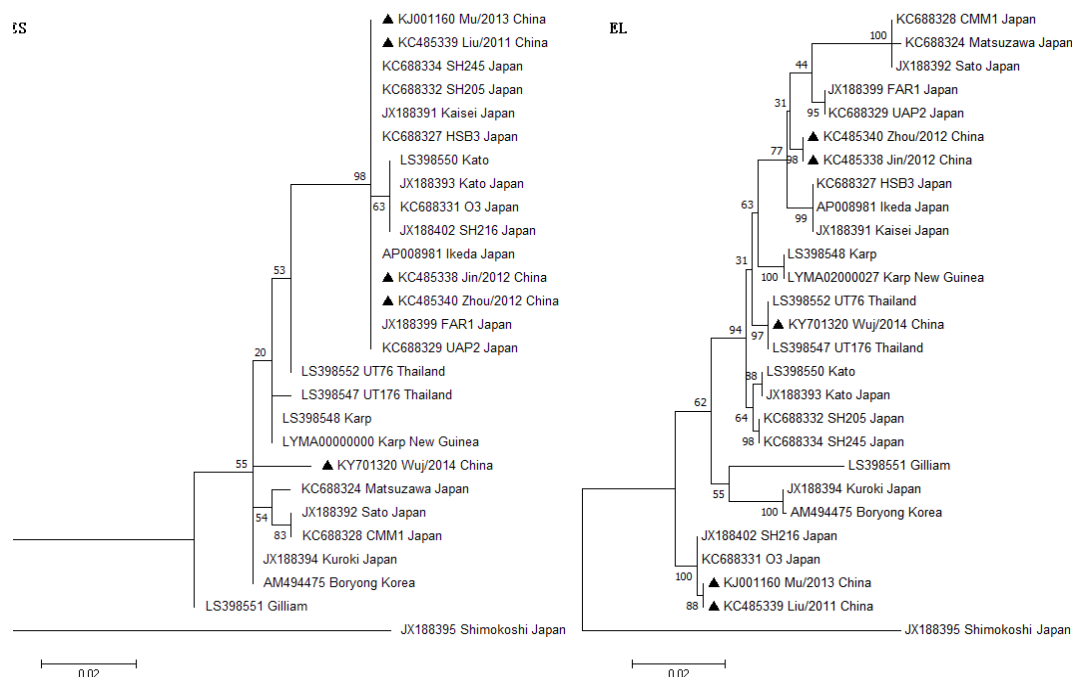 ES
KJ001160 Mu/2013 China
KC485339 Liu/2011 China
KC688334 SH245 Japan
KC688332 SH205 Japan
JX188391 Kaisei Japan
KC688327 HSB3 Japan
LS398550 Kato
98
JX188393 Kato Japan
63
KC688331 O3 Japan
JX188402 SH216 Japan
AP008981 Ikeda Japan
53
KC485338 Jin/2012 China
KC485340 Zhou/2012 China
JX188399 FAR1 Japan
KC688329 UAP2 Japan
20
LS398552 UT76 Thailand
LS398547 UT176 Thailand
LS398548 Karp
LYMA00000000 Karp New Guinea
55
KY701320 Wuj/2014 China
KC688324 Matsuzawa Japan
54
JX188392 Sato Japan
83
KC688328 CMM1 Japan
JX188394 Kuroki Japan
AM494475 Boryong Korea
LS398551 Gilliam
JX188395 Shimokoshi Japan
0.02
EL
KC688328 CMM1 Japan
100
KC688324 Matsuzawa Japan
44
JX188392 Sato Japan
JX188399 FAR1 Japan
31
95
KC688329 UAP2 Japan
KC485340 Zhou/2012 China
77
98
KC485338 Jin/2012 China
KC688327 HSB3 Japan
63
AP008981 Ikeda Japan
99
JX188391 Kaisei Japan
LS398548 Karp
31
100
LYMA02000027 Karp New Guinea
LS398552 UT76 Thailand
94
KY701320 Wuj/2014 China
97
LS398547 UT176 Thailand
LS398550 Kato
88
JX188393 Kato Japan
62
64
KC688332 SH205 Japan
98
KC688334 SH245 Japan
LS398551 Gilliam
55
JX188394 Kuroki Japan
100
AM494475 Boryong Korea
JX188402 SH216 Japan
KC688331 O3 Japan
100
KJ001160 Mu/2013 China
88
KC485339 Liu/2011 China
JX188395 Shimokoshi Japan
0.02